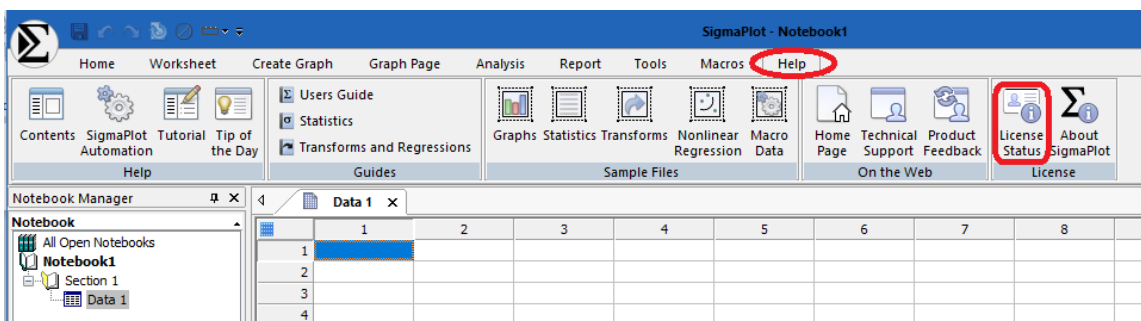 SigmaPlot - Notebook1
Home Worksheet Create Graph Graph Page Analysis Report Tools Macros Help
Contents SigmaPlot Automation Tutorial Tip of the Day
Users Guide
Statistics
Transforms and Regressions
Graphs Statistics Transforms Nonlinear Regression Macro Data
Home Page Technical Support Product Feedback
License Status About SigmaPlot
Help Guides Sample Files On the Web License
Notebook Manager
Data 1
Notebook
All Open Notebooks
Notebook1
Section 1
Data 1
1 2 3 4 5 6 7 8
1
2
3
4